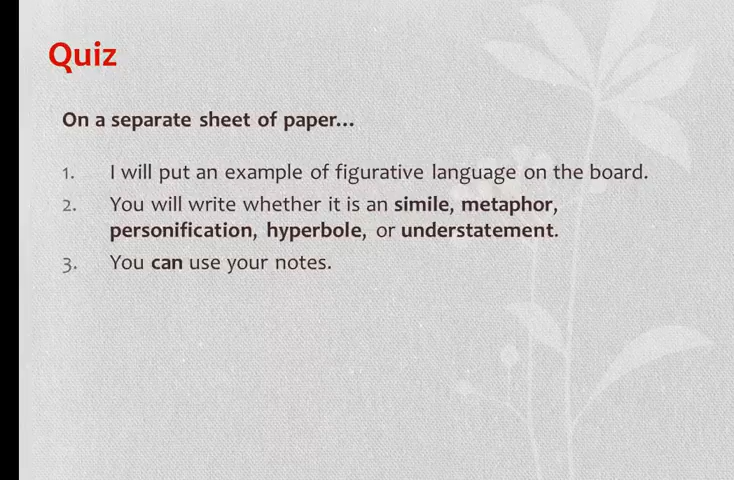 Quiz
On a separate sheet of paper...
1. I will put an example of figurative language on the board.
2. You will write whether it is an simile, metaphor,
personification, hyperbole, or understatement.
3. You can use your notes.